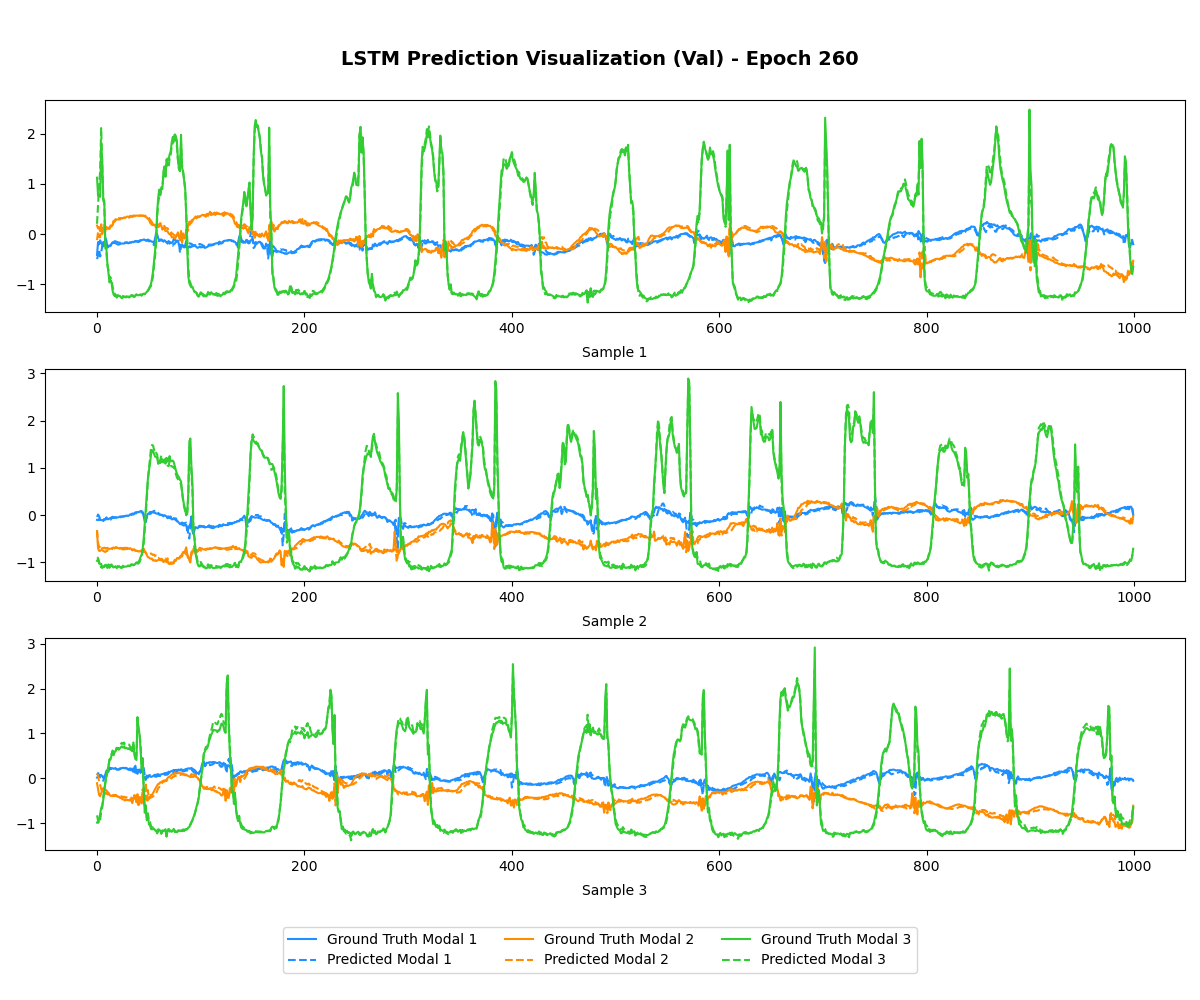 LSTM Prediction Visualization (Val) - Epoch 260
2
1
0
−1
0 200 400 600 800 1000
Sample 1
3
2
1
0
−1
0 200 400 600 800 1000
Sample 2
3
2
1
0
−1
0 200 400 600 800 1000
Sample 3
Ground Truth Modal 1 Ground Truth Modal 2 Ground Truth Modal 3
Predicted Modal 1 Predicted Modal 2 Predicted Modal 3